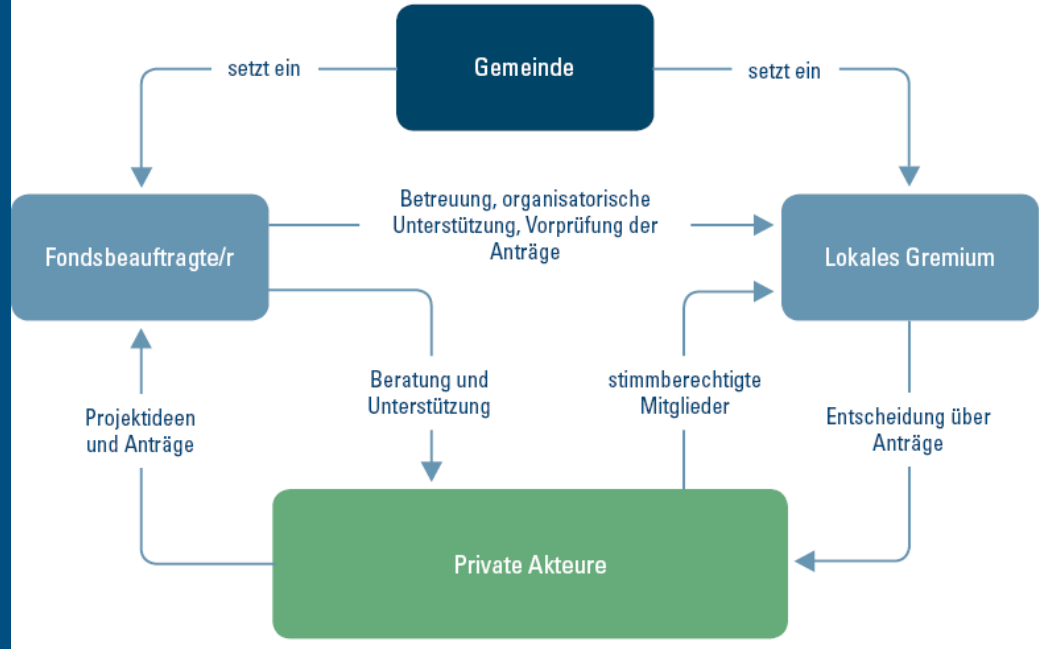 Gemeinde
setzt ein
setzt ein
Betreuung, organisatorische
Unterstützung, Vorprüfung der
Anträge
Fondsbeauftragte/r
Lokales Gremium
Beratung und
Unterstützung
stimmberechtigte
Mitglieder
Projektideen
und Anträge
Entscheidung über
Anträge
Private Akteure